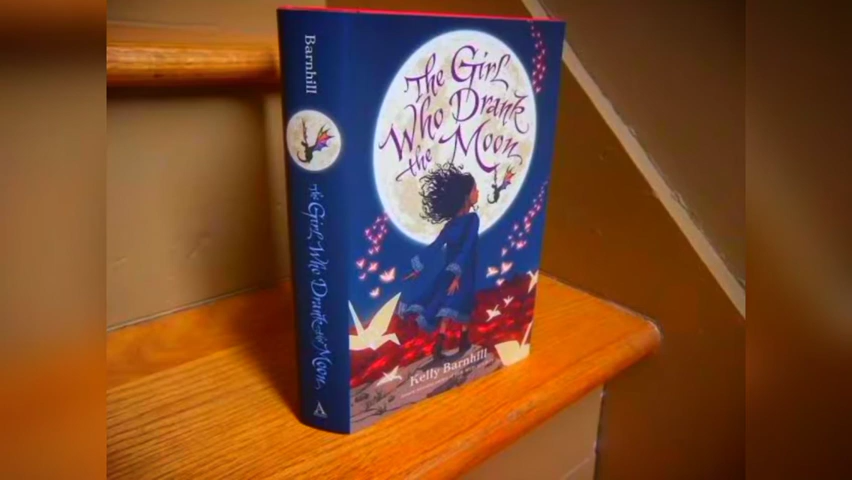 Barnhill
The Girl Who Drank the Moon
The Girl
Who Drank
the Moon
Kelly Barnhill